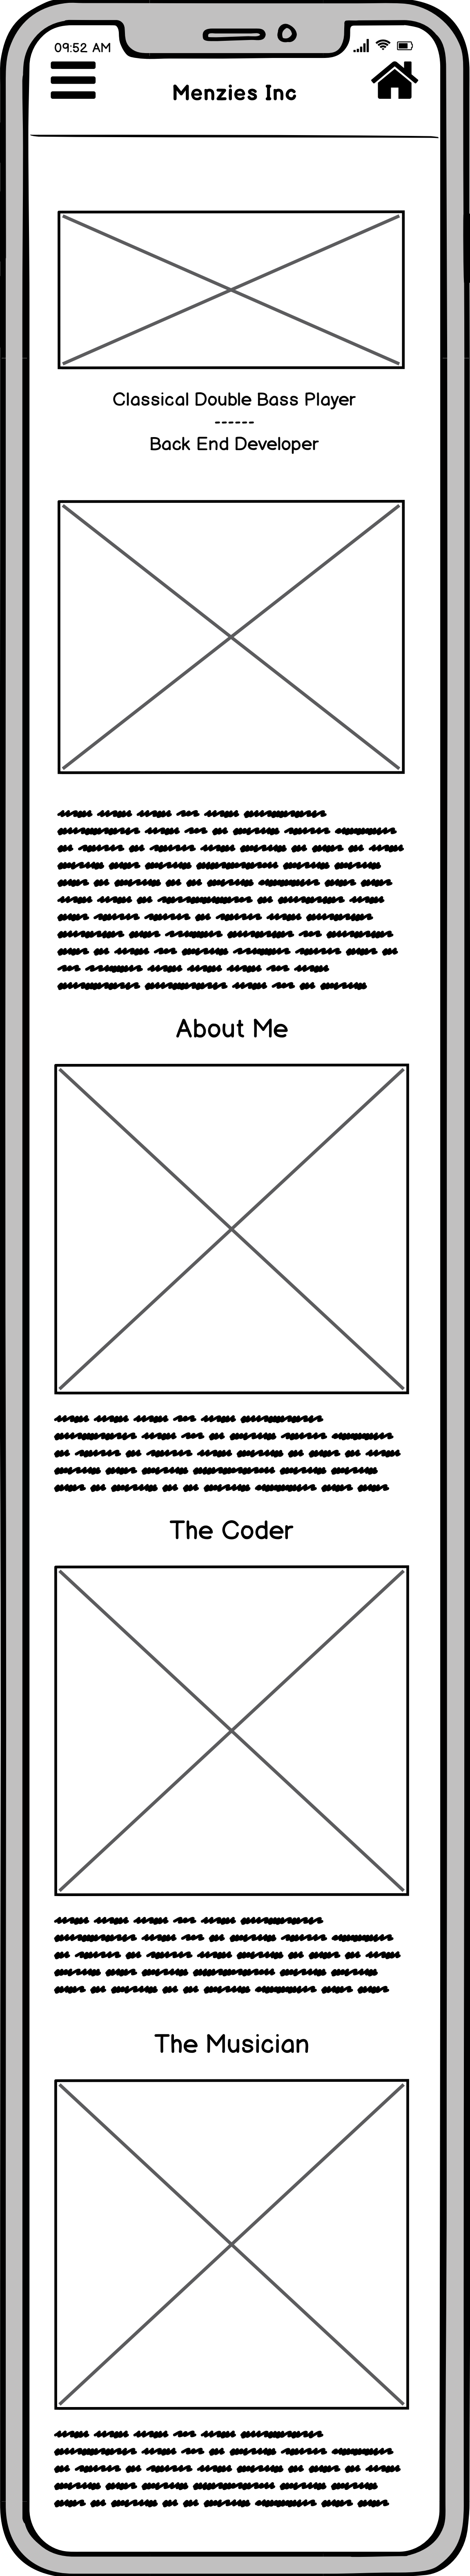 09:52 AM
Menzies Inc
Classical Double Bass Player
------
Back End Developer
About Me
The Coder
The Musician